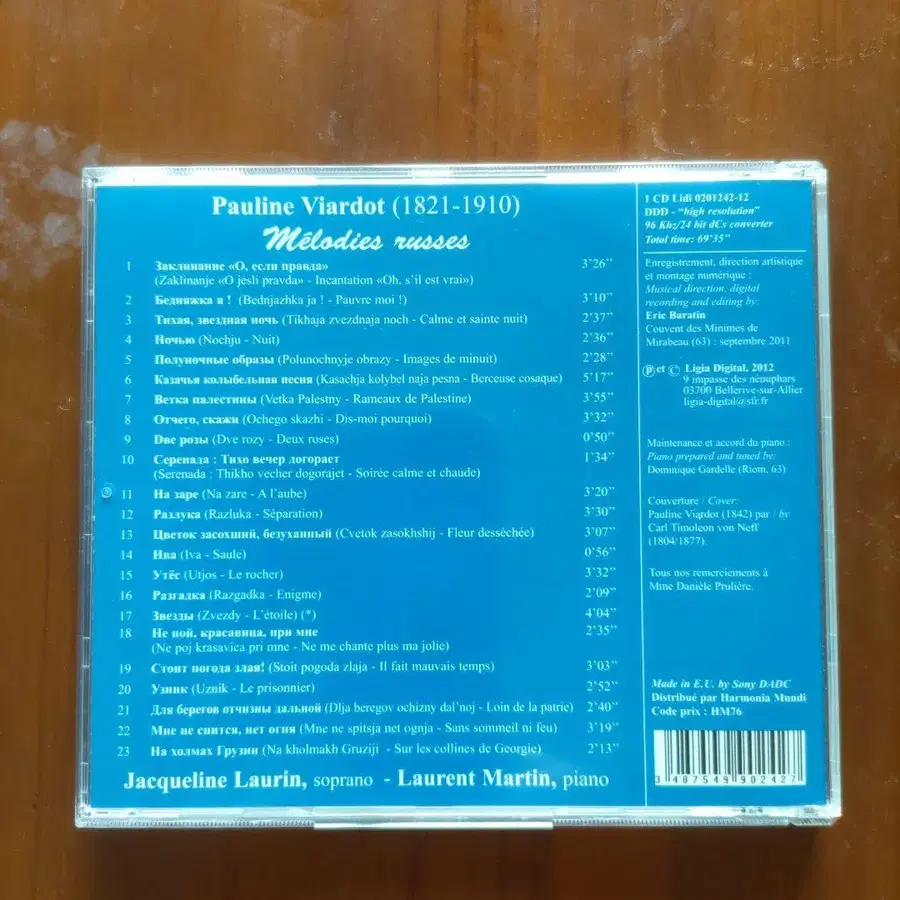 Pauline Viardot (1821-1910)
Mélodies russes
1 Заклинание «О, если правда» 3'26''
(Zaklinanje «O jesli pravda» - Incantation «Oh, s'il est vrai»)
2 Бедняжка я ! (Bednjazhka ja ! - Pauvre moi !) 3'10''
3 Тихая, звездная ночь (Tikhaja zvezdnaja noch - Calme et sainte nuit) 2'37''
4 Ночью (Nochju - Nuit) 2'36''
5 Полуночные образы (Polunochnyje obrazy - Images de minuit) 2'28''
6 Казачья колыбельная песня (Kasachja kolybel naja pesna - Berceuse cosaque) 5'17''
7 Ветка палестины (Vetka Palestny - Rameaux de Palestine) 3'55''
8 Отчего, скажи (Ochego skazhi - Dis-moi pourquoi) 3'32''
9 Две розы (Dve rozy - Deux roses) 0'50''
10 Серенада : Тихо вечер догорает 1'34''
(Serenada : Thikho vecher dogorajet - Soirée calme et chaude)
11 На заре (Na zare - A l'aube) 3'20''
12 Разлука (Razluka - Séparation) 3'30''
13 Цветок засохший, безуханный (Cvetok zasokhshij - Fleur desséchée) 3'07''
14 Ива (Iva - Saule) 0'56''
15 Утёс (Utjos - Le rocher) 3'32''
16 Разгадка (Razgadka - Enigme) 2'09''
17 Звезды (Zvezdy - L'étoile) (*) 4'04''
18 Не пой, красавица, при мне 2'35''
(Ne poj krasavica pri mne - Ne me chante plus ma jolie)
19 Стоит погода злая! (Stoit pogoda zlaja - Il fait mauvais temps) 3'03''
20 Узник (Uznik - Le prisonnier) 2'52''
21 Для берегов отчизны дальной (Dlja beregov ochizny dal'noj - Loin de la patrie) 2'40''
22 Мне не спится, нет огня (Mne ne spitsja net ognja - Sans sommeil ni feu) 3'19''
23 На холмах Грузии (Na kholmakh Gruziji - Sur les collines de Georgie) 2'13''
Jacqueline Laurin, soprano - Laurent Martin, piano
1 CD Lidi 0201242-12
DDD - “high resolution”
96 Khz/24 bit dCs converter
Total time: 69'35''
Enregistrement, direction artistique
et montage numérique :
Musical direction, digital
recording and editing by:
Eric Baratin
Couvent des Minimes de
Mirabeau (63) : septembre 2011
℗ et © Ligia Digital, 2012
9 impasse des nénuphars
03700 Bellerive-sur-Allier
ligia-digital@sfr.fr
Maintenance et accord du piano :
Piano prepared and tuned by:
Dominique Gardelle (Riom, 63)
Couverture / Cover:
Pauline Viardot (1842) par / by
Carl Timoleon von Neff
(1804/1877).
Tous nos remerciements à
Mme Danièle Prulière.
Made in E.U. by Sony DADC
Distribué par Harmonia Mundi
Code prix : HM76
3 487549 902427